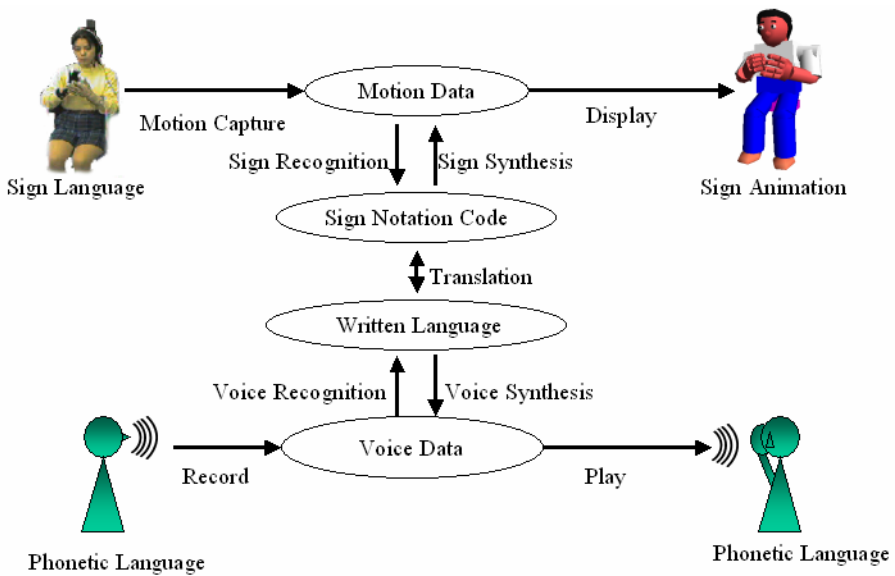 Motion Data
Motion Capture
Display
Sign Recognition
Sign Synthesis
Sign Language
Sign Animation
Sign Notation Code
Translation
Written Language
Voice Recognition
Voice Synthesis
Voice Data
Record
Play
Phonetic Language
Phonetic Language